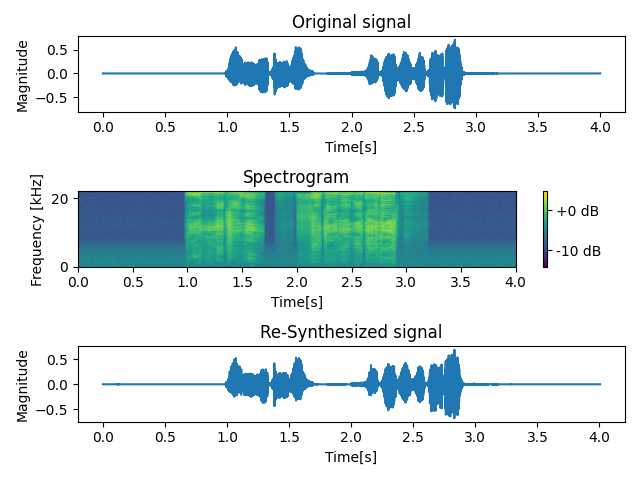 Original signal
Magnitude
0.5
0.0
−0.5
0.0 0.5 1.0 1.5 2.0 2.5 3.0 3.5 4.0
Time[s]
Spectrogram
Frequency [kHz]
20
0
0.0 0.5 1.0 1.5 2.0 2.5 3.0 3.5 4.0
Time[s]
+0 dB
-10 dB
Re-Synthesized signal
Magnitude
0.5
0.0
−0.5
0.0 0.5 1.0 1.5 2.0 2.5 3.0 3.5 4.0
Time[s]